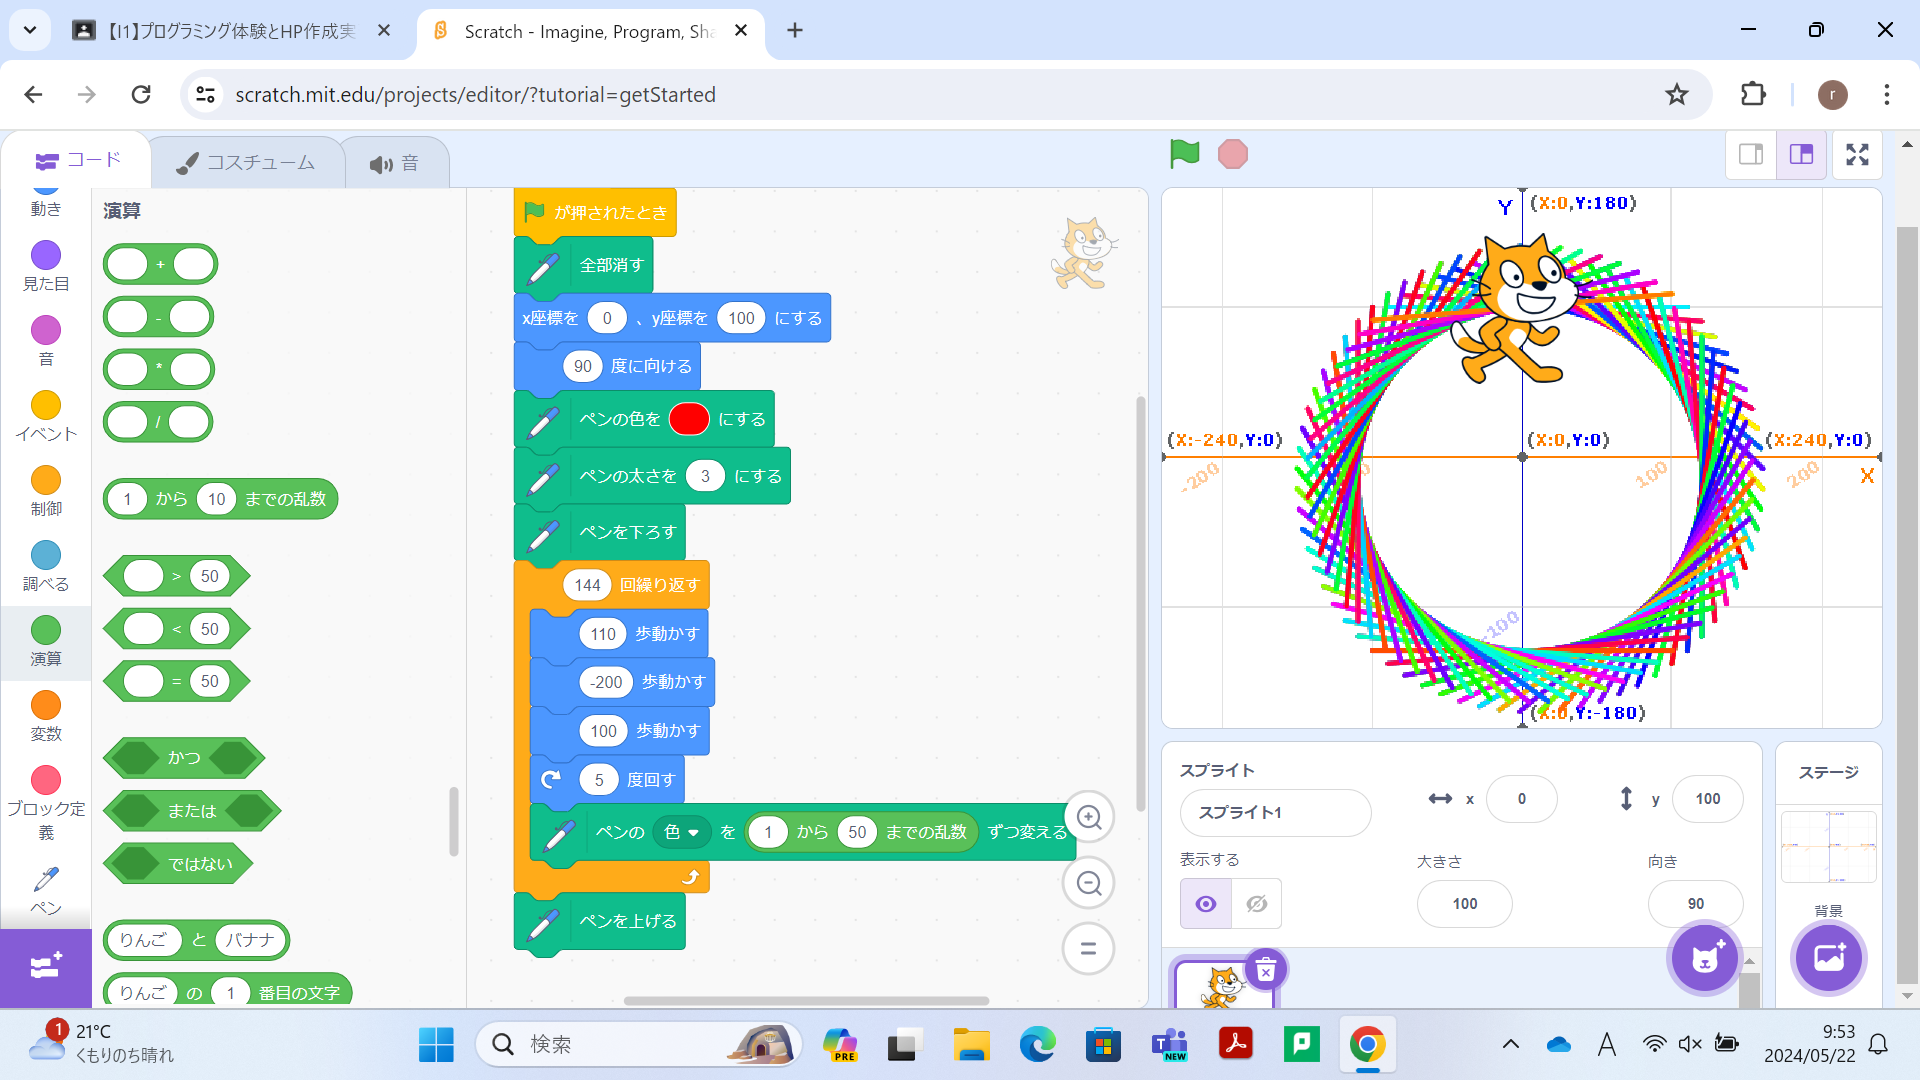 【I1】プログラミング体験とHP作成実
Scratch - Imagine, Program, Sha
scratch.mit.edu/projects/editor/?tutorial=getStarted
r
コード
コスチューム
音
動き
見た目
音
イベント
制御
調べる
演算
変数
ブロック定義
ペン
演算
+
-
*
/
1 から 10 までの乱数
> 50
< 50
= 50
かつ
または
ではない
りんご と バナナ
りんご の 1 番目の文字
が押されたとき
全部消す
x座標を 0 、y座標を 100 にする
90 度に向ける
ペンの色を にする
ペンの太さを 3 にする
ペンを下ろす
144 回繰り返す
110 歩動かす
-200 歩動かす
100 歩動かす
5 度回す
ペンの 色 を 1 から 50 までの乱数 ずつ変える
ペンを上げる
Y (X:0,Y:180)
(X:-240,Y:0) (X:0,Y:0) (X:240,Y:0)
-200 100 200 X
-100
(X:0,Y:-180)
スプライト
スプライト1 x 0 y 100
表示する 大きさ 向き
100 90
ステージ
背景
1
21°C
くもりのち晴れ
検索
PRE
NEW
A
9:53
2024/05/22